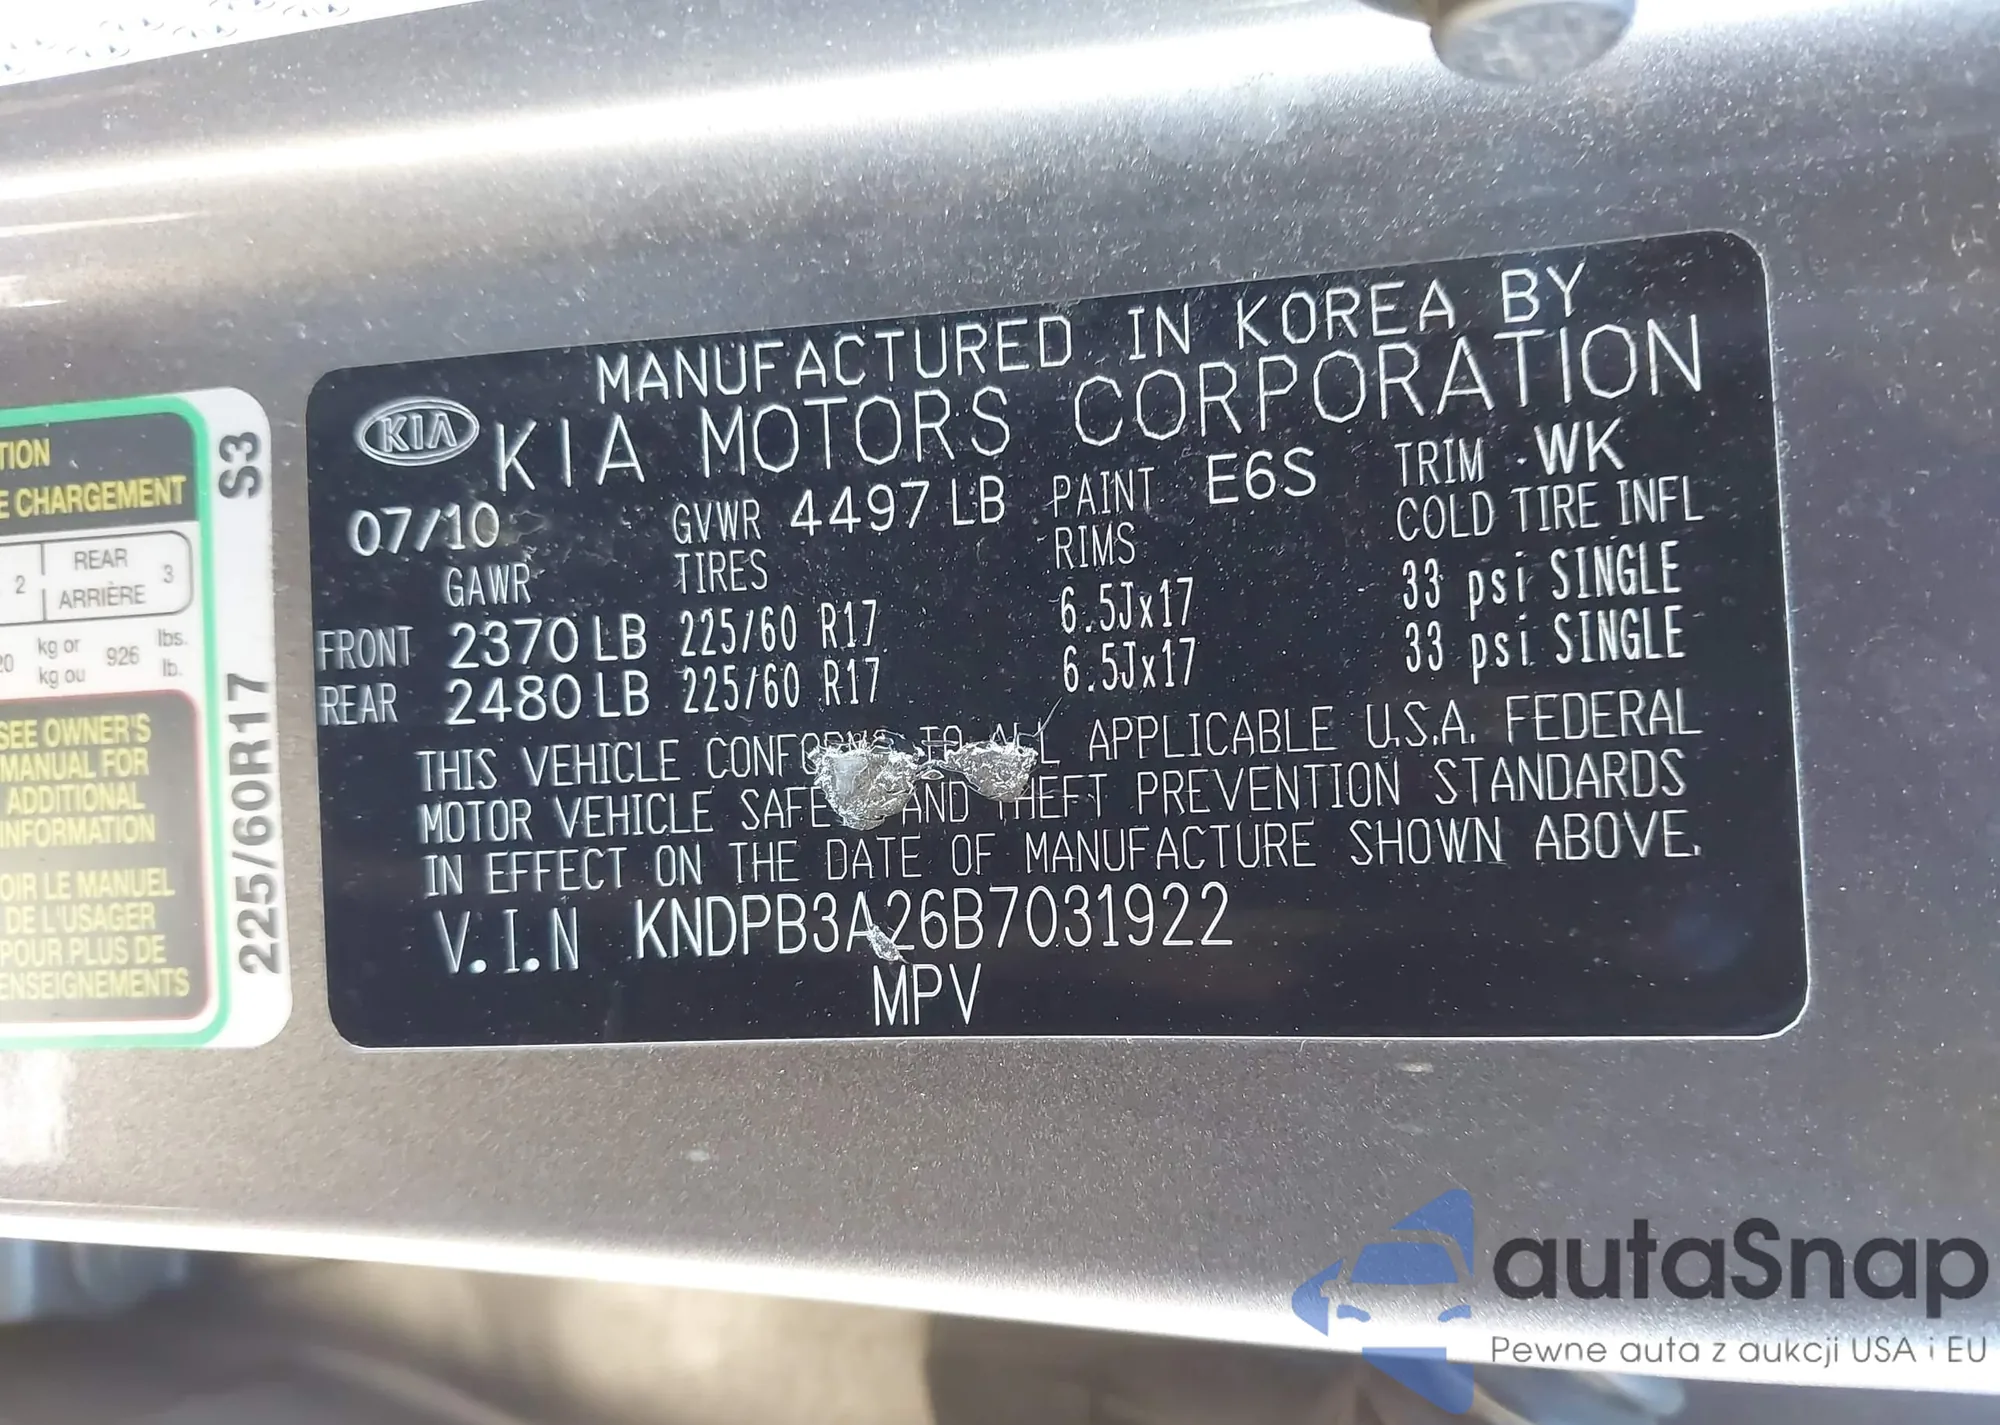 MANUFACTURED IN KOREA BY
KIA KIA MOTORS CORPORATION
07/10 GVWR 4497 LB PAINT E6S TRIM WK
GAWR TIRES RIMS COLD TIRE INFL
FRONT 2370 LB 225/60 R17 6.5Jx17 33 psi SINGLE
REAR 2480 LB 225/60 R17 6.5Jx17 33 psi SINGLE
THIS VEHICLE CONFORMS TO ALL APPLICABLE U.S.A. FEDERAL
MOTOR VEHICLE SAFE AND THEFT PREVENTION STANDARDS
IN EFFECT ON THE DATE OF MANUFACTURE SHOWN ABOVE.
V.I.N KNDPB3A26B7031922
MPV
TION
E CHARGEMENT
2 REAR 3
ARRIÈRE
20 kg or 926 lbs.
kg ou lb.
SEE OWNER'S
MANUAL FOR
ADDITIONAL
INFORMATION
OIR LE MANUEL
DE L'USAGER
POUR PLUS DE
ENSEIGNEMENTS
S3
225/60R17
autaSnap
Pewne auta z aukcji USA i EU